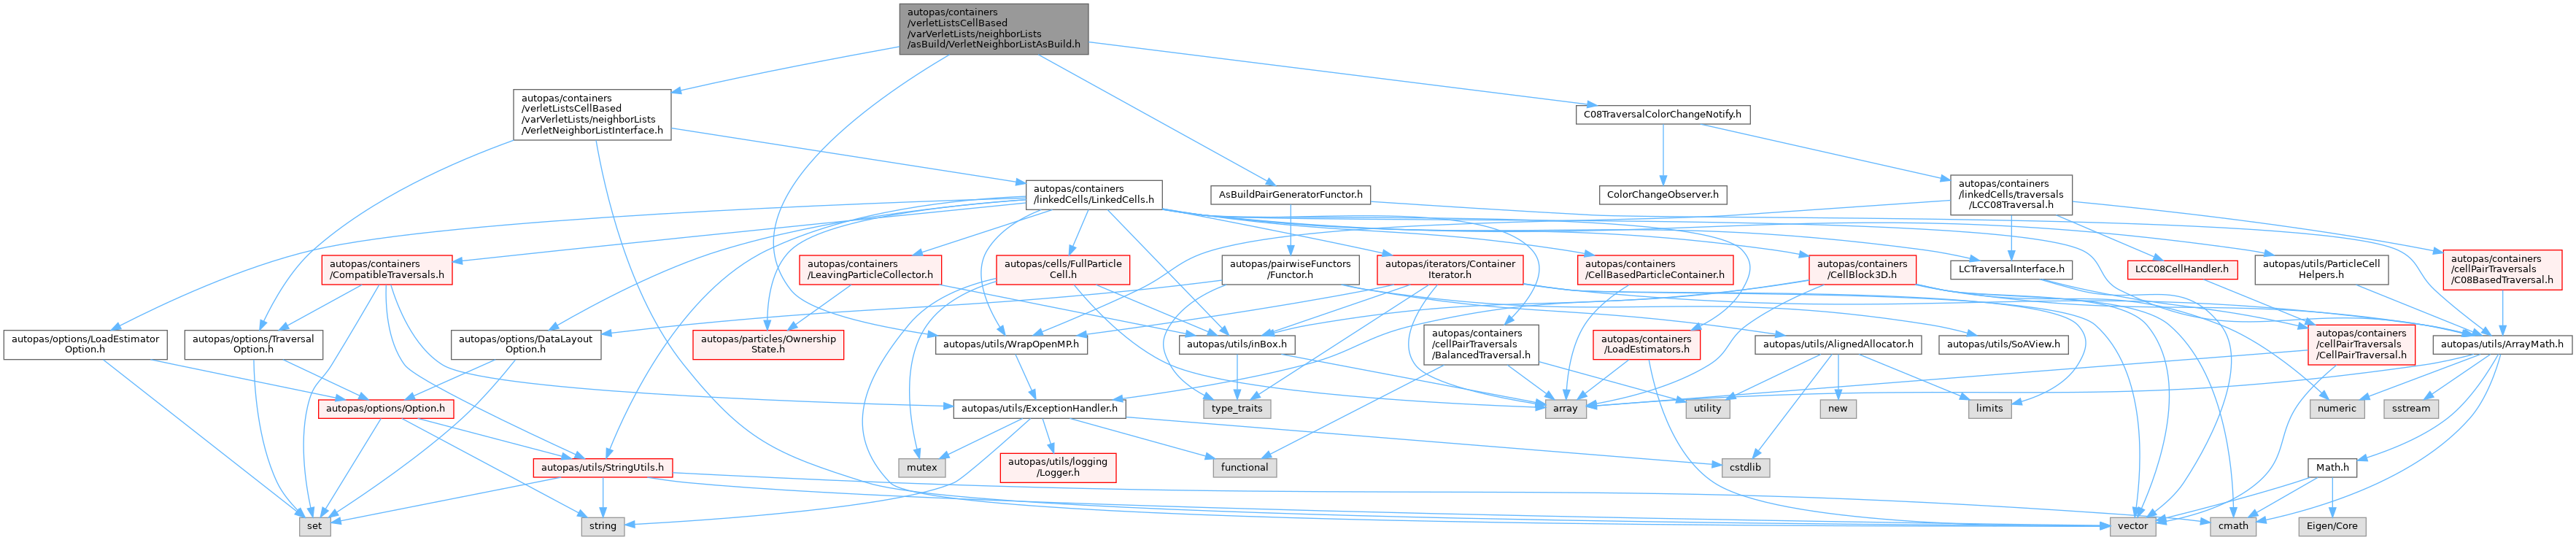 autopas/containers
/verletListsCellBased
/varVerletLists/neighborLists
/asBuild/VerletNeighborListAsBuild.h
autopas/containers
/verletListsCellBased
/varVerletLists/neighborLists
/VerletNeighborListInterface.h
C08TraversalColorChangeNotify.h
autopas/containers
/linkedCells/LinkedCells.h
AsBuildPairGeneratorFunctor.h
ColorChangeObserver.h
autopas/containers
/linkedCells/traversals
/LCC08Traversal.h
autopas/containers
/CompatibleTraversals.h
autopas/containers
/LeavingParticleCollector.h
autopas/cells/FullParticle
Cell.h
autopas/pairwiseFunctors
/Functor.h
autopas/iterators/Container
Iterator.h
autopas/containers
/CellBasedParticleContainer.h
autopas/containers
/CellBlock3D.h
LCTraversalInterface.h
LCC08CellHandler.h
autopas/utils/ParticleCell
Helpers.h
autopas/containers
/cellPairTraversals
/C08BasedTraversal.h
autopas/options/LoadEstimator
Option.h
autopas/options/Traversal
Option.h
autopas/options/DataLayout
Option.h
autopas/particles/Ownership
State.h
autopas/utils/WrapOpenMP.h
autopas/utils/inBox.h
autopas/containers
/cellPairTraversals
/BalancedTraversal.h
autopas/containers
/LoadEstimators.h
autopas/utils/AlignedAllocator.h
autopas/utils/SoAView.h
autopas/containers
/cellPairTraversals
/CellPairTraversal.h
autopas/utils/ArrayMath.h
autopas/options/Option.h
autopas/utils/ExceptionHandler.h
type_traits
array
utility
new
limits
numeric
sstream
autopas/utils/StringUtils.h
mutex
autopas/utils/logging
/Logger.h
functional
cstdlib
Math.h
set
string
vector
cmath
Eigen/Core